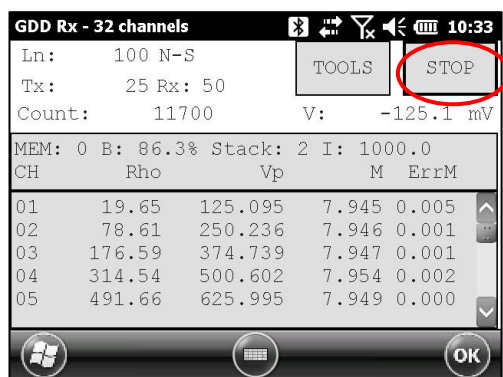 GDD Rx - 32 channels 10:33
Ln: 100 N-S
TOOLS STOP
Tx: 25 Rx: 50
Count: 11700 V: -125.1 mV
MEM: 0 B: 86.3% Stack: 2 I: 1000.0
CH Rho Vp M ErrM
01 19.65 125.095 7.945 0.005
02 78.61 250.236 7.946 0.001
03 176.59 374.739 7.947 0.001
04 314.54 500.602 7.954 0.002
05 491.66 625.995 7.949 0.000
OK